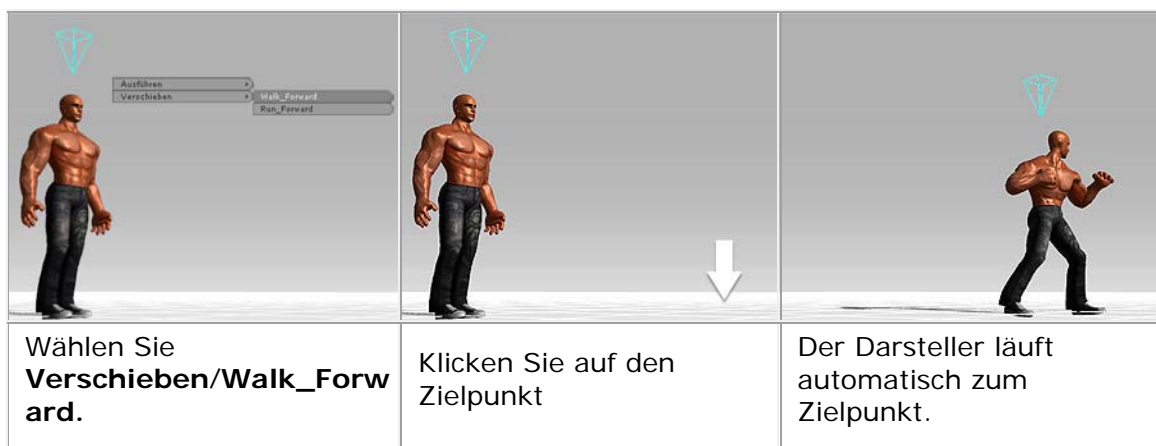 Ausführen
Verschieben
Walk_Forward
Run_Forward
Wählen Sie
Verschieben/Walk_Forw
ard.
Klicken Sie auf den
Zielpunkt
Der Darsteller läuft
automatisch zum
Zielpunkt.